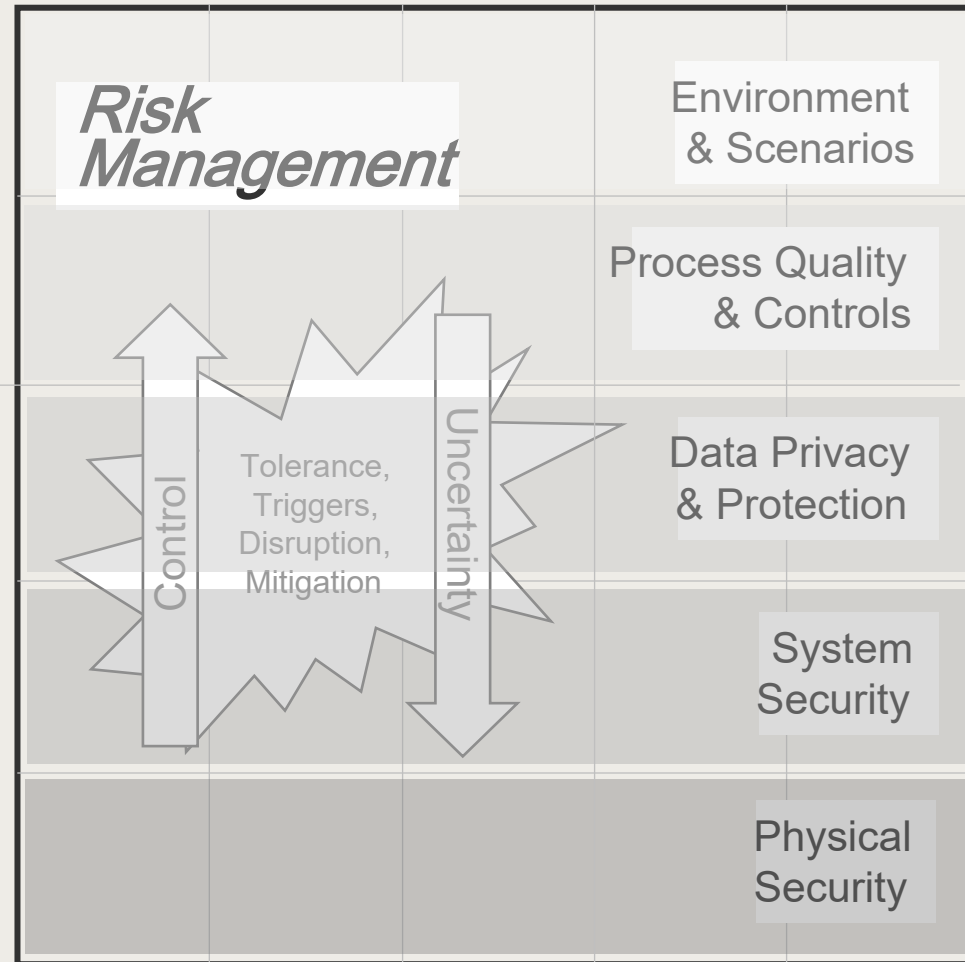 Risk
Management
Environment
& Scenarios
Process Quality
& Controls
Control
Tolerance,
Triggers,
Disruption,
Mitigation
Uncertainty
Data Privacy
& Protection
System
Security
Physical
Security